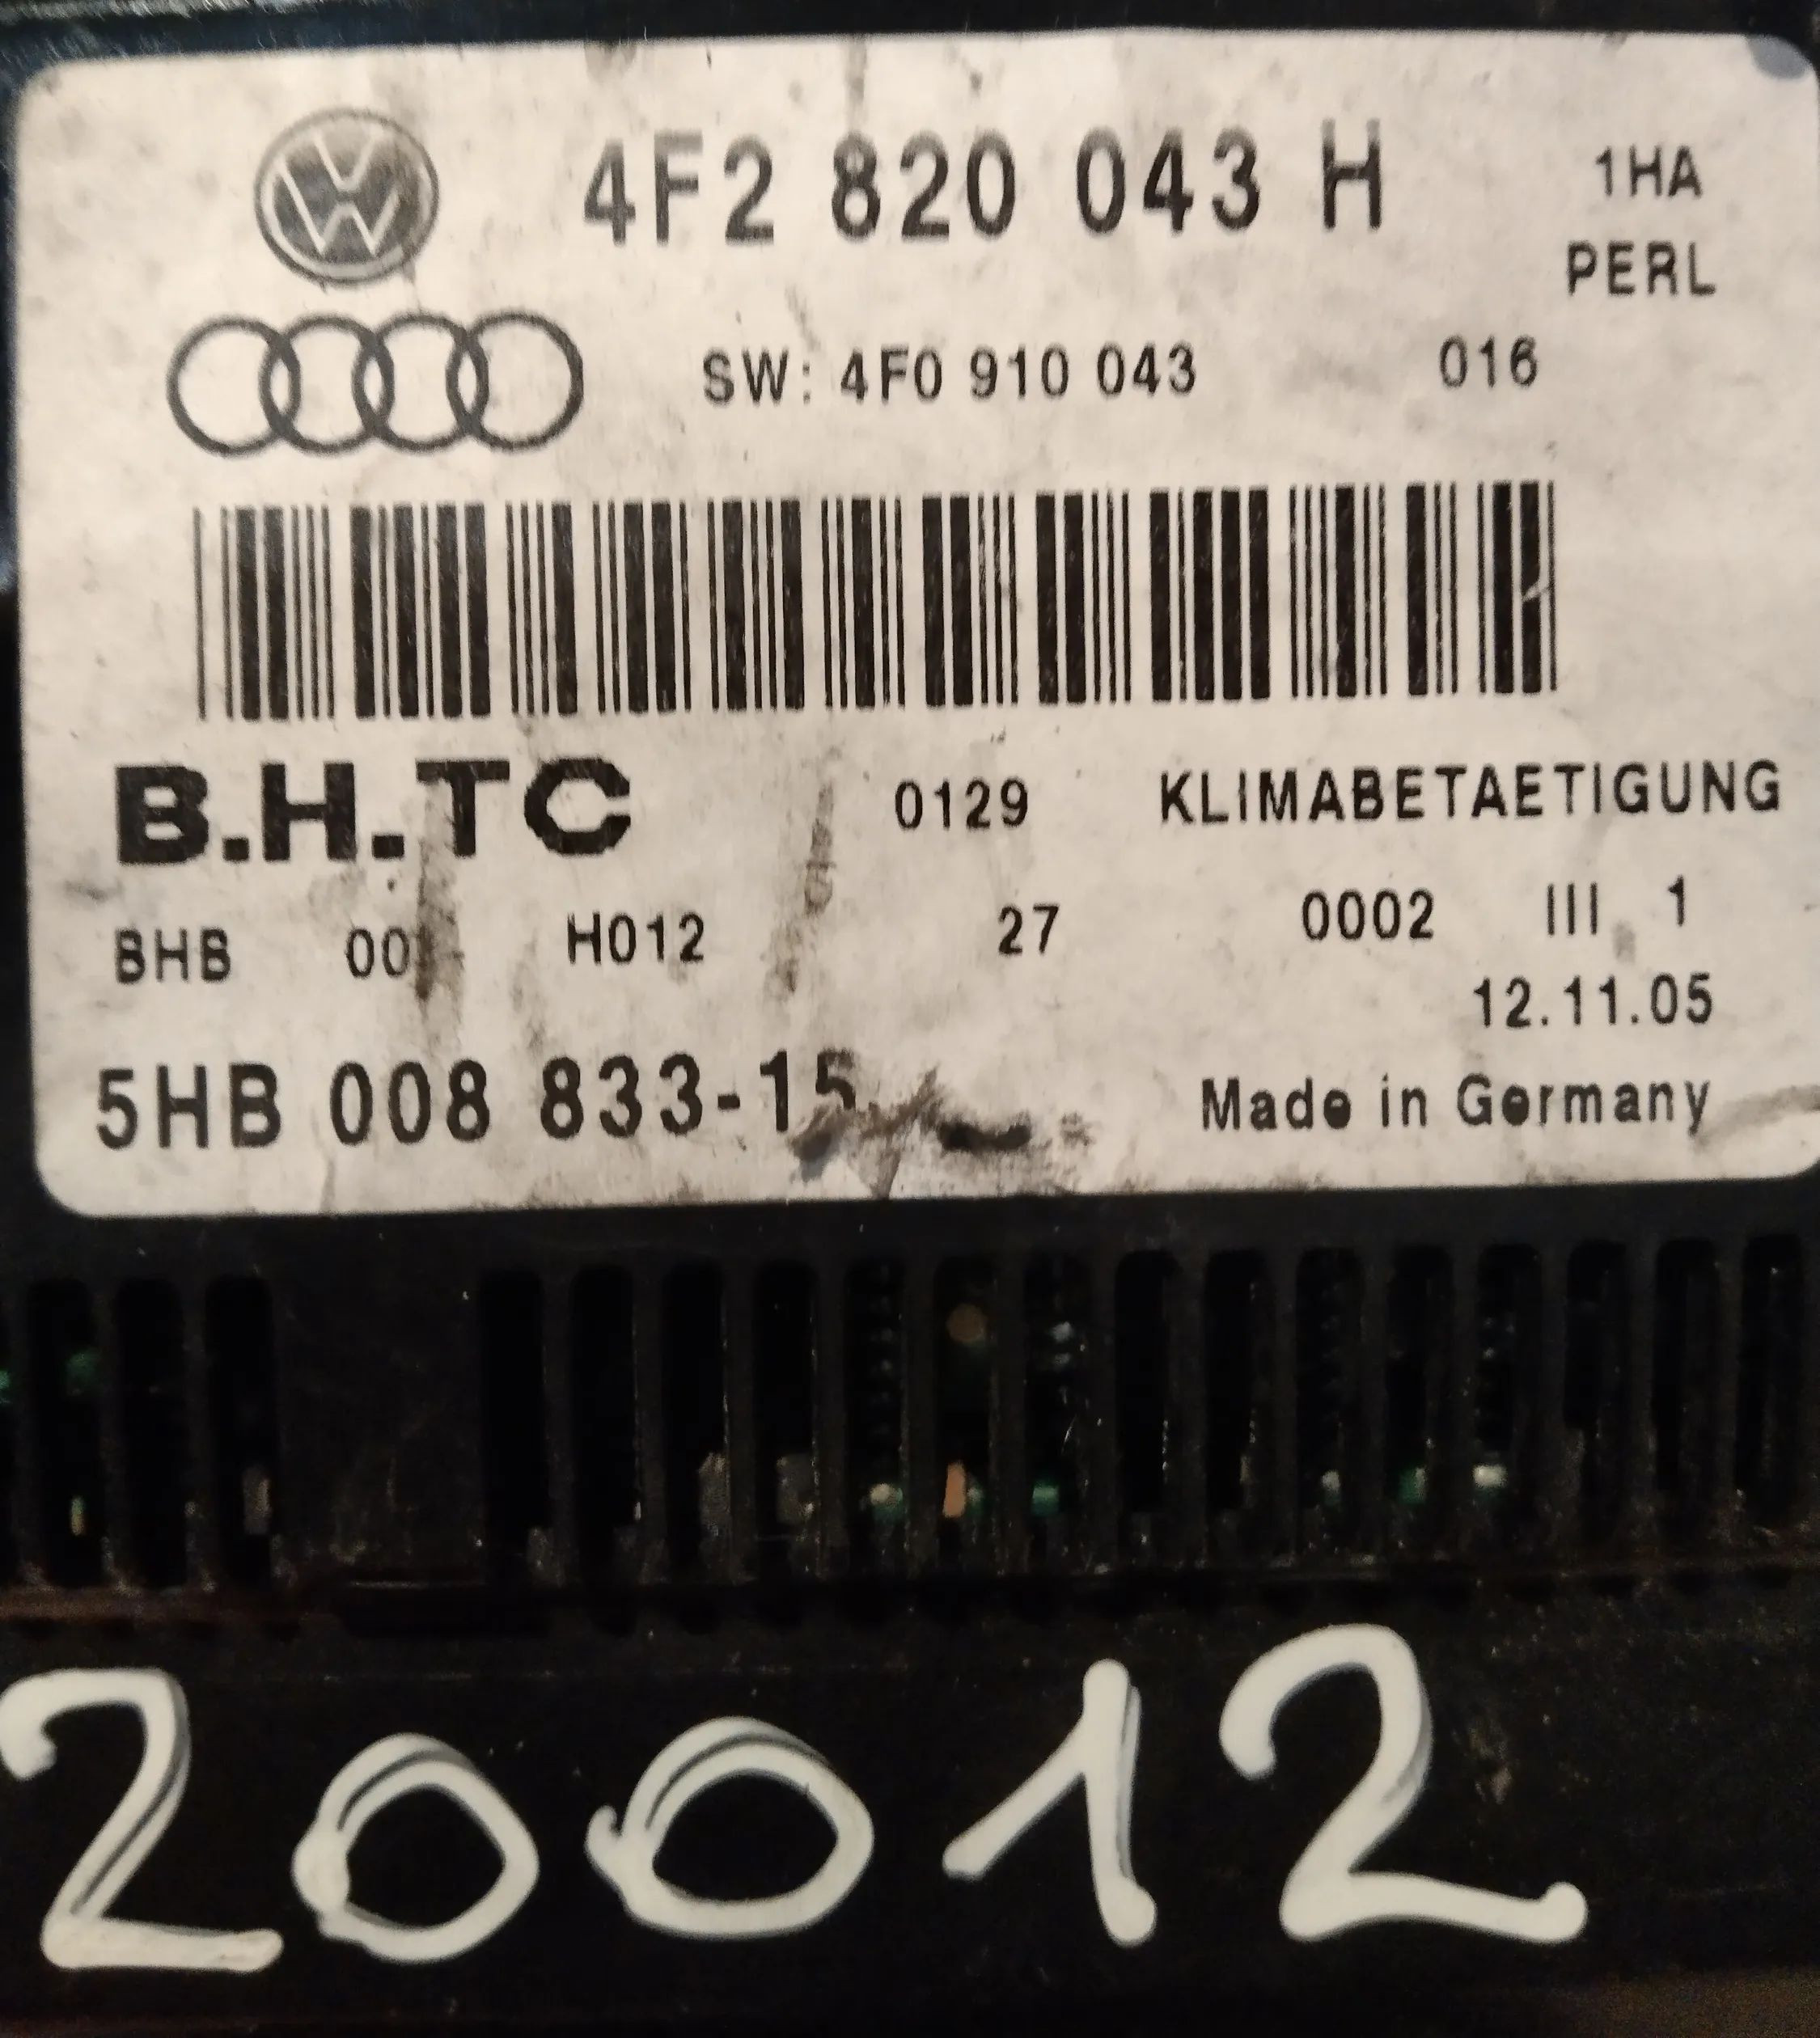 4F2 820 043 H
1HA
PERL
SW: 4F0 910 043 016
B.H.TC 0129 KLIMABETAETIGUNG
BHB 00 H012 27 0002 III 1
12.11.05
5HB 008 833-15
Made in Germany
20012